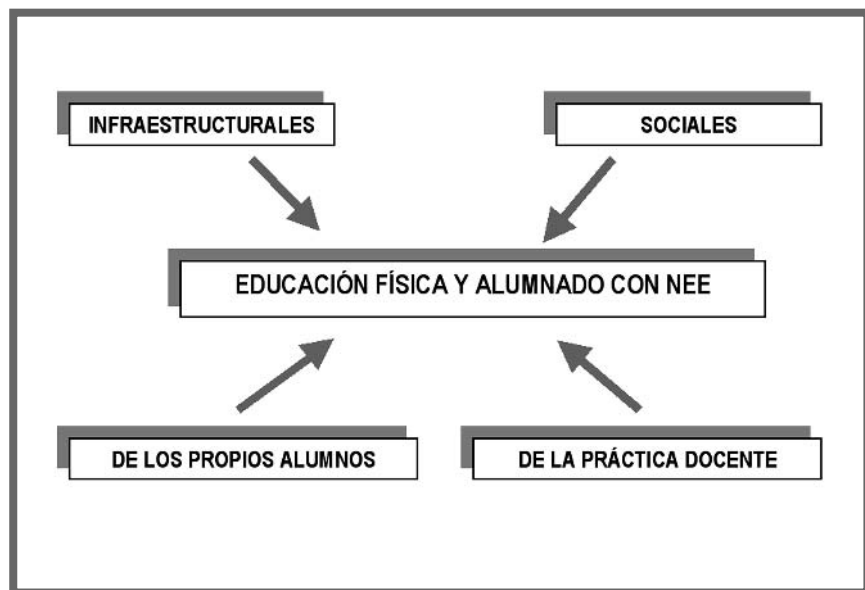 INFRAESTRUCTURALES
SOCIALES
EDUCACIÓN FÍSICA Y ALUMNADO CON NEE
DE LOS PROPIOS ALUMNOS
DE LA PRÁCTICA DOCENTE